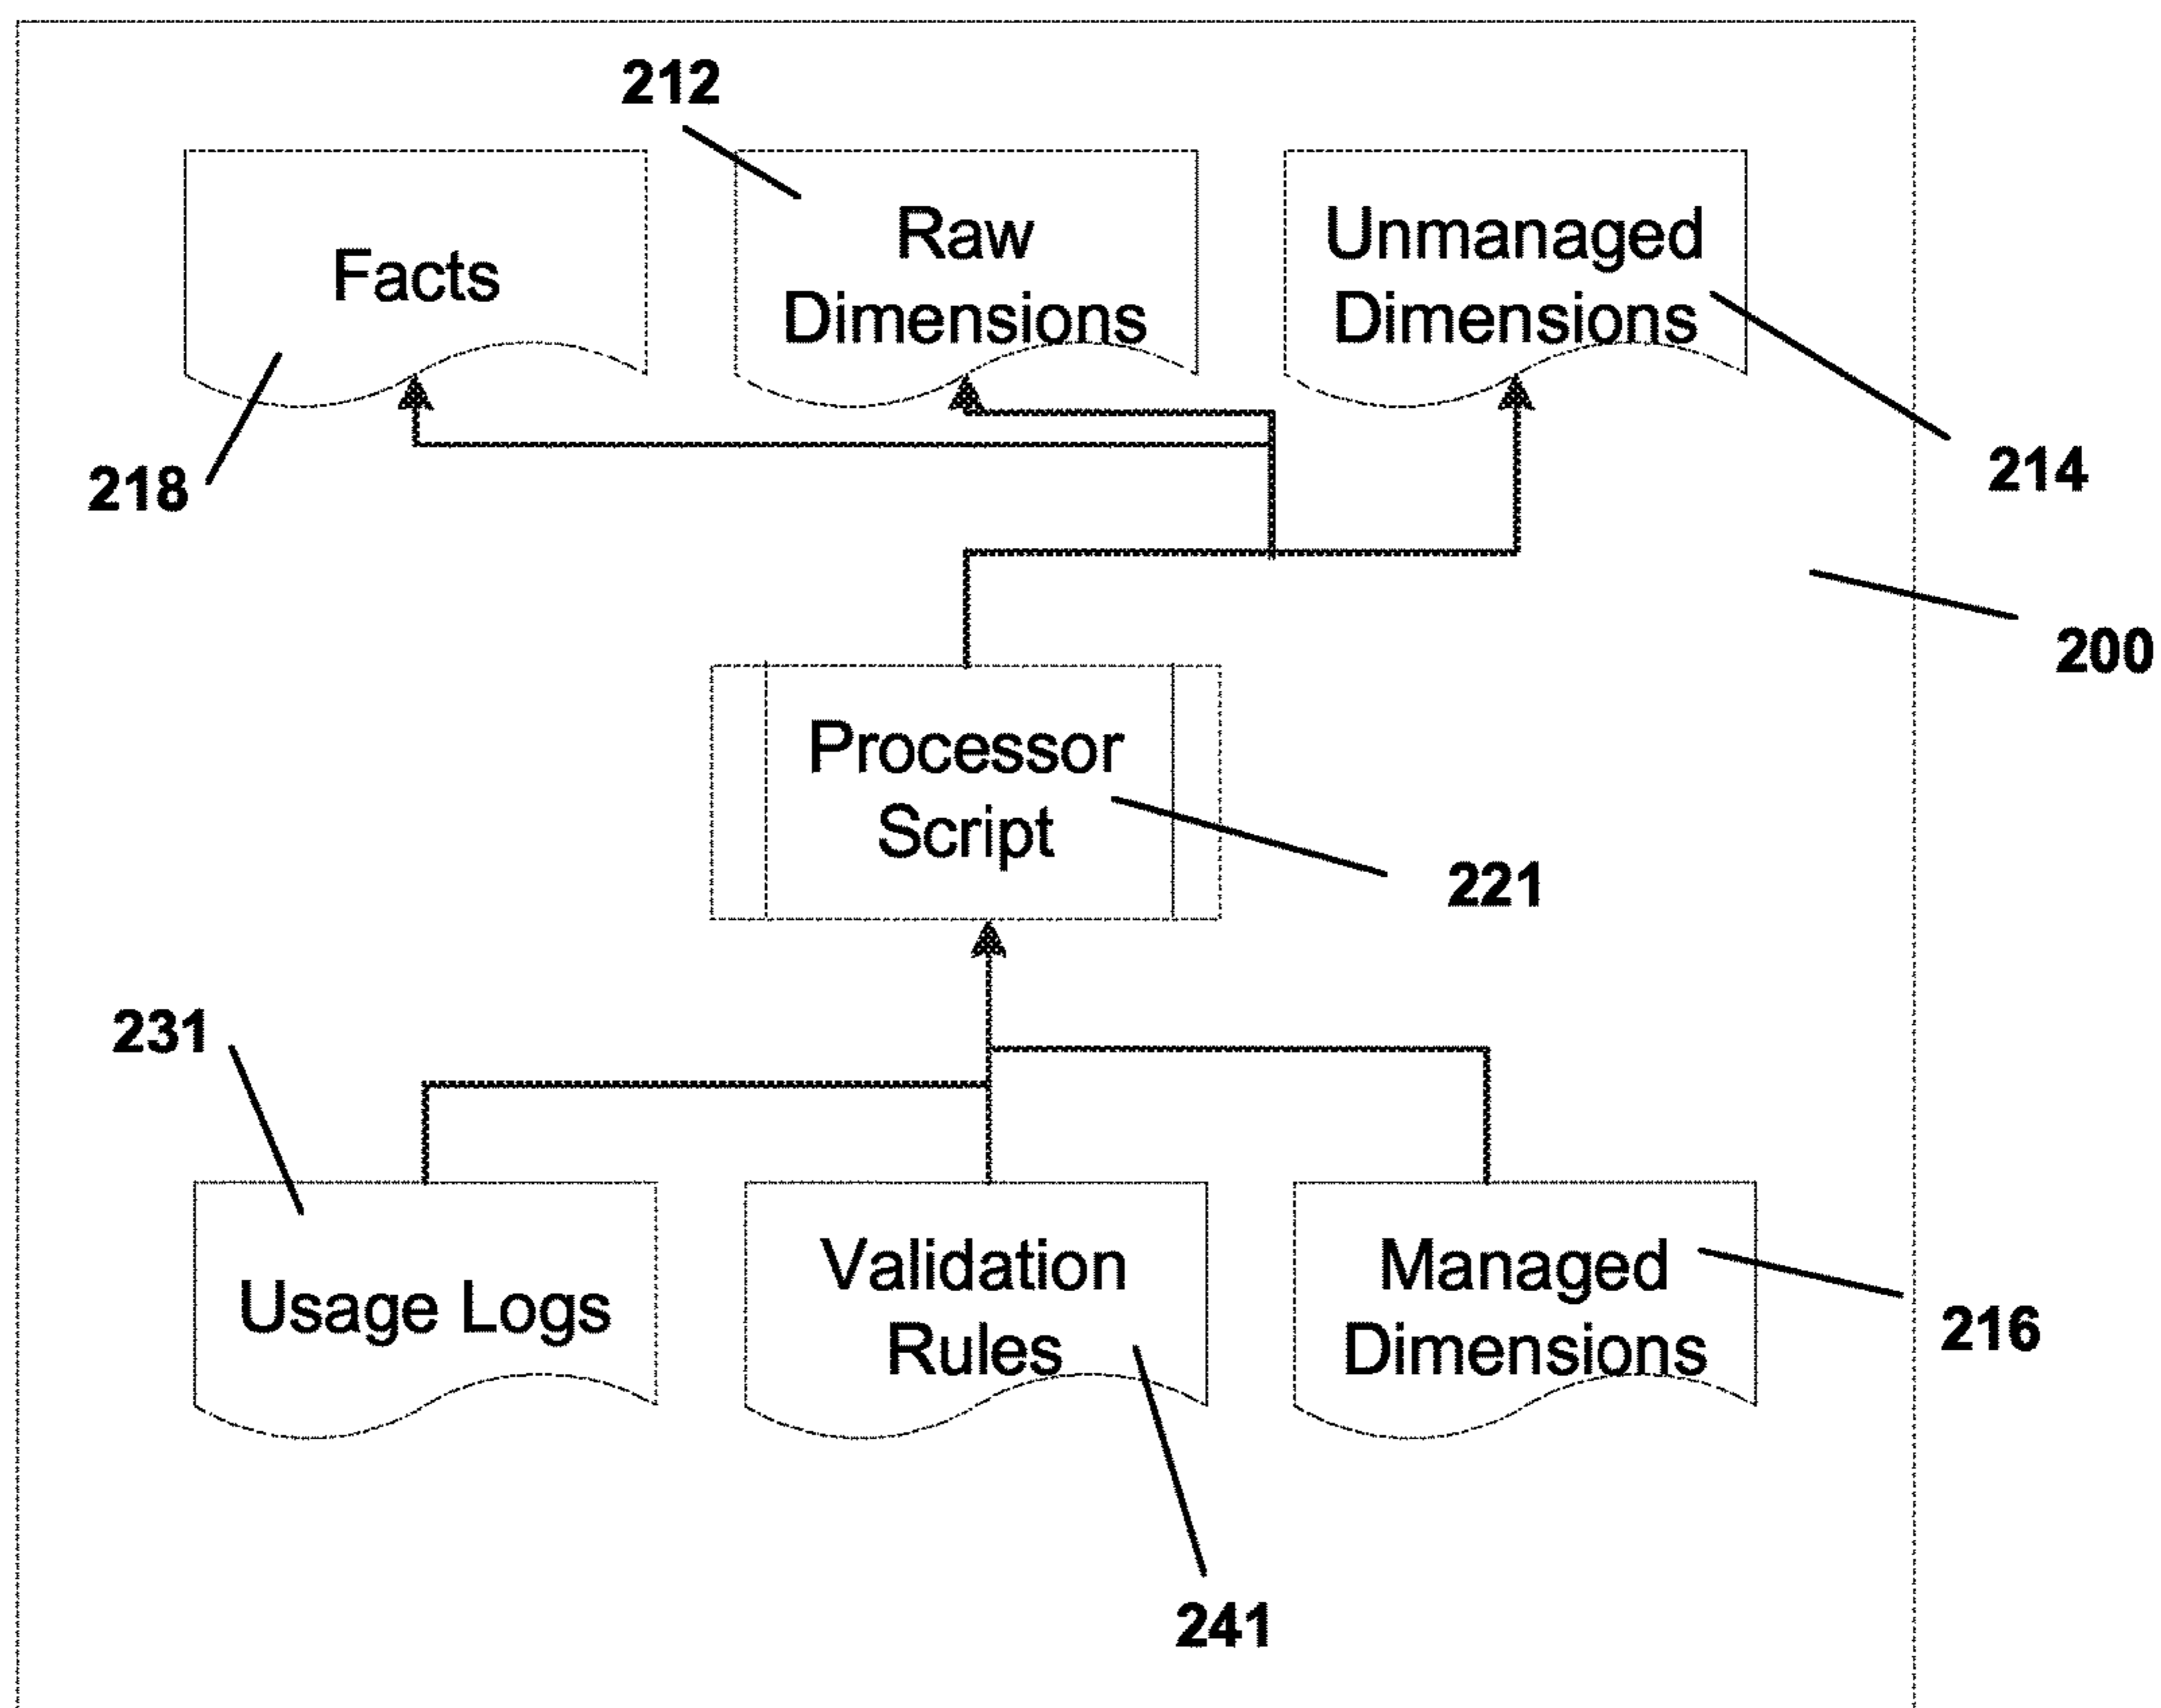 212
Facts
Raw
Dimensions
Unmanaged
Dimensions
218
214
200
Processor
Script
221
231
Usage Logs
Validation
Rules
Managed
Dimensions
216
241